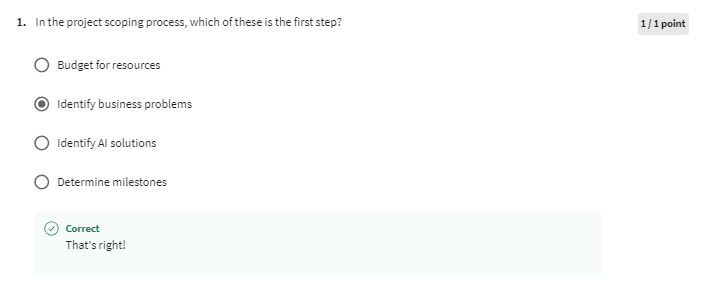 1. In the project scoping process, which of these is the first step?
1 / 1 point
Budget for resources
Identify business problems
Identify AI solutions
Determine milestones
Correct
That's right!